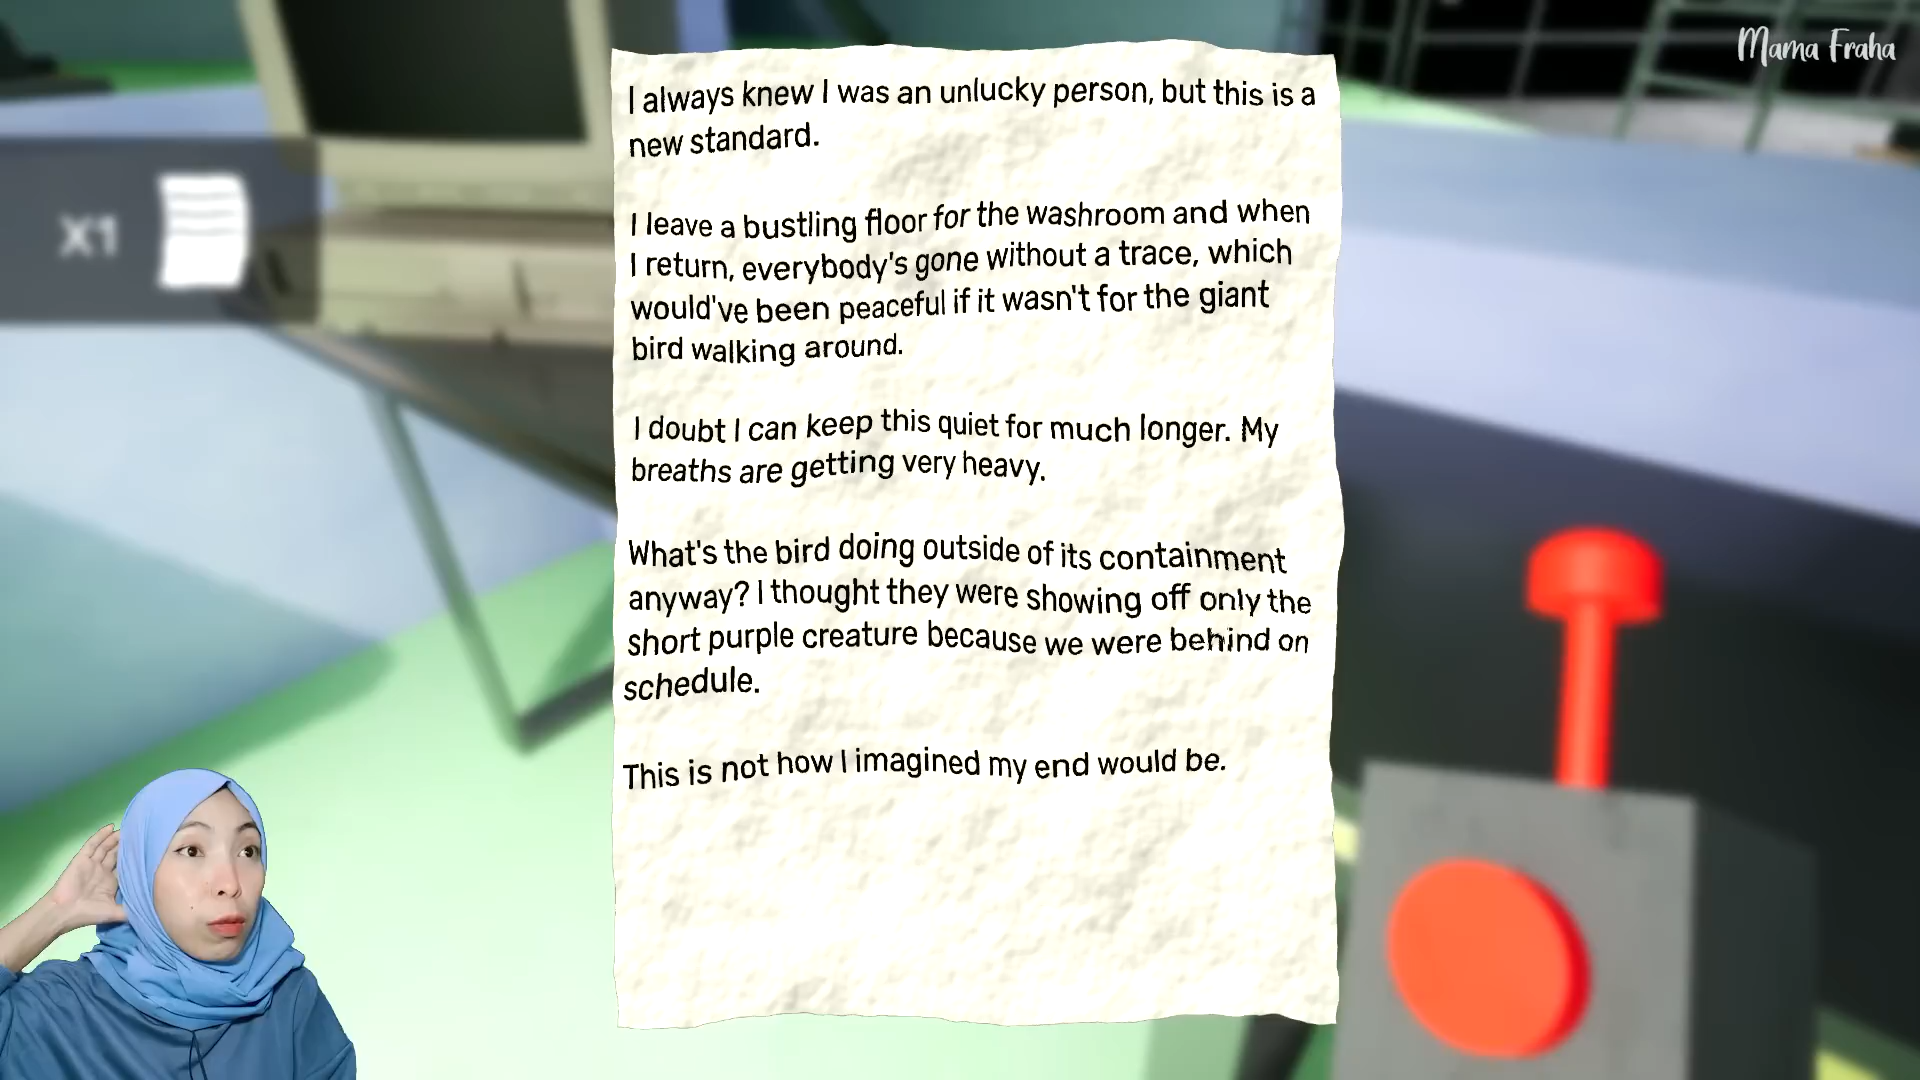 Mama Fraha
I always knew I was an unlucky person, but this is a
new standard.
X1
I leave a bustling floor for the washroom and when
I return, everybody's gone without a trace, which
would've been peaceful if it wasn't for the giant
bird walking around.
I doubt I can keep this quiet for much longer. My
breaths are getting very heavy.
What's the bird doing outside of its containment
anyway? I thought they were showing off only the
short purple creature because we were behind on
schedule.
This is not how I imagined my end would be.